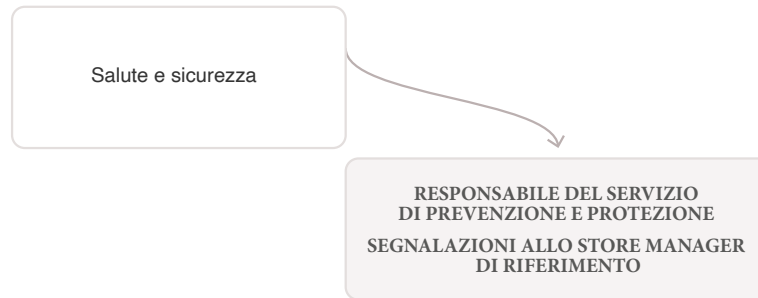 Salute e sicurezza
RESPONSABILE DEL SERVIZIO
DI PREVENZIONE E PROTEZIONE
SEGNALAZIONI ALLO STORE MANAGER
DI RIFERIMENTO